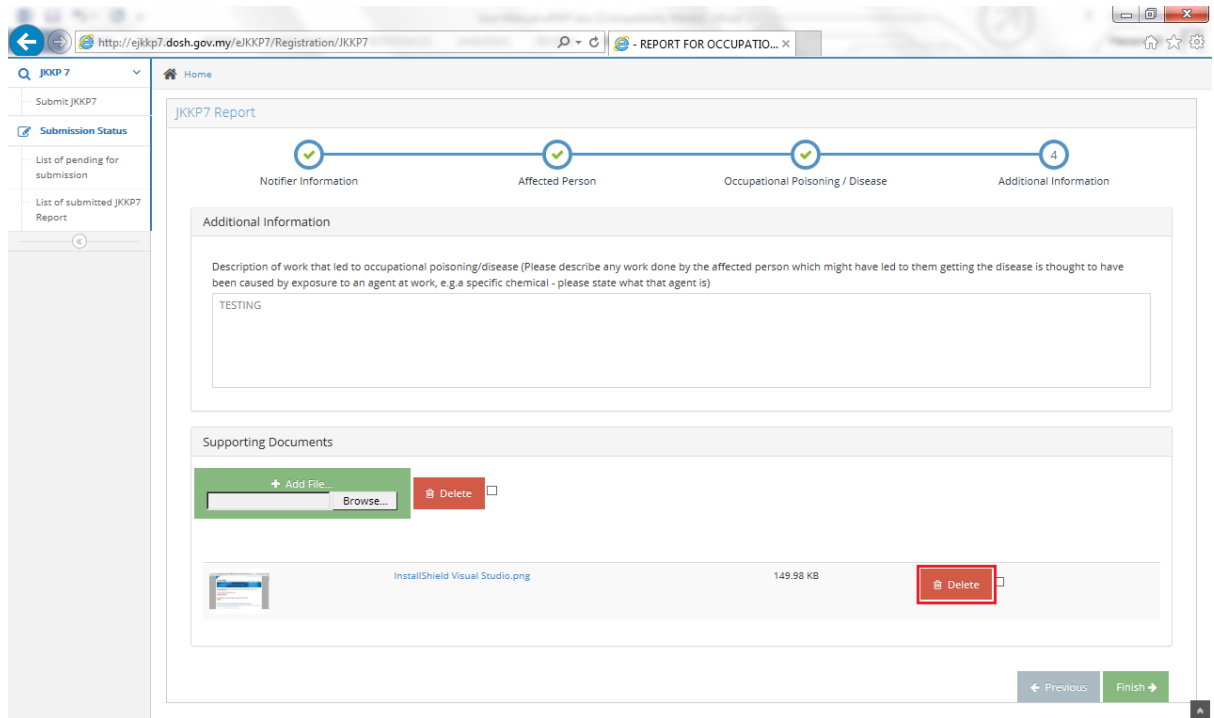 http://ejkkp7.dosh.gov.my/eJKKP7/Registration/JKKP7
- REPORT FOR OCCUPATIO...
JKKP 7
Submit JKKP7
Submission Status
List of pending for
submission
List of submitted JKKP7
Report
Home
JKKP7 Report
4
Notifier Information
Affected Person
Occupational Poisoning / Disease
Additional Information
Additional Information
Description of work that led to occupational poisoning/disease (Please describe any work done by the affected person which might have led to them getting the disease is thought to have
been caused by exposure to an agent at work, e.g.a specific chemical - please state what that agent is)
TESTING
Supporting Documents
+ Add File...
Browse...
Delete
InstallShield Visual Studio.png
149.98 KB
Delete
Previous
Finish